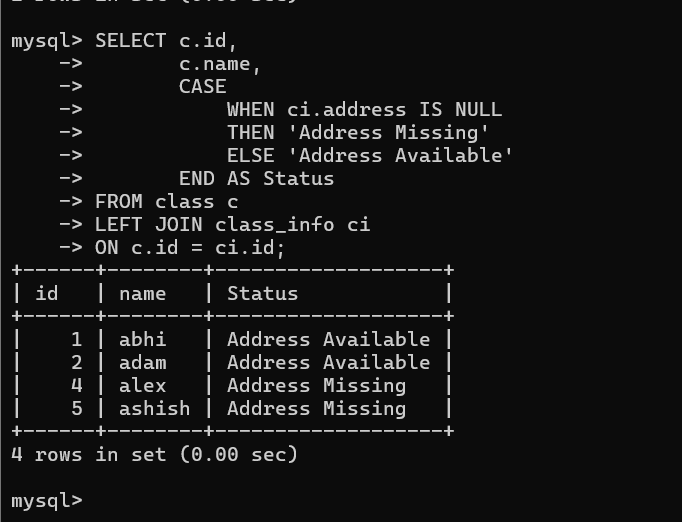 mysql> SELECT c.id,
    ->        c.name,
    ->        CASE
    ->            WHEN ci.address IS NULL
    ->            THEN 'Address Missing'
    ->            ELSE 'Address Available'
    ->        END AS Status
    -> FROM class c
    -> LEFT JOIN class_info ci
    -> ON c.id = ci.id;
+------+--------+-------------------+
| id   | name   | Status            |
+------+--------+-------------------+
|    1 | abhi   | Address Available |
|    2 | adam   | Address Available |
|    4 | alex   | Address Missing   |
|    5 | ashish | Address Missing   |
+------+--------+-------------------+
4 rows in set (0.00 sec)
mysql>